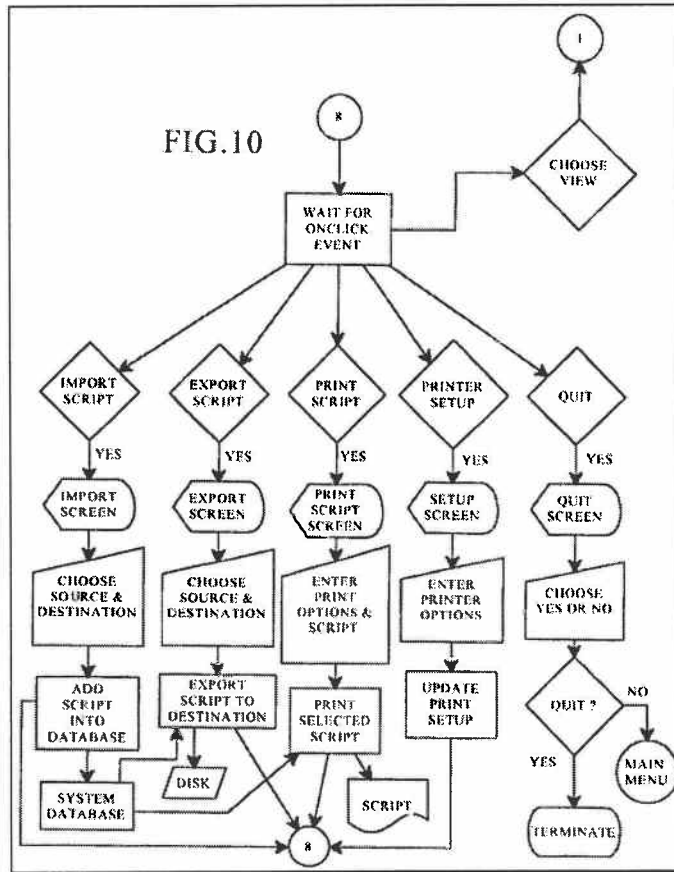 1
8
FIG.10
CHOOSE
VIEW
WAIT FOR
ONCLICK
EVENT
IMPORT
SCRIPT
EXPORT
SCRIPT
PRINT
SCRIPT
PRINTER
SETUP
QUIT
YES
YES
YES
YES
YES
IMPORT
SCREEN
EXPORT
SCREEN
PRINT
SCRIPT
SCREEN
SETUP
SCREEN
QUIT
SCREEN
CHOOSE
SOURCE &
DESTINATION
CHOOSE
SOURCE &
DESTINATION
ENTER
PRINT
OPTIONS &
SCRIPT
ENTER
PRINTER
OPTIONS
CHOOSE
YES OR NO
ADD
SCRIPT
INTO
DATABASE
EXPORT
SCRIPT TO
DESTINATION
PRINT
SELECTED
SCRIPT
UPDATE
PRINT
SETUP
QUIT ?
NO
YES
MAIN
MENU
SYSTEM
DATABASE
DISK
SCRIPT
8
TERMINATE